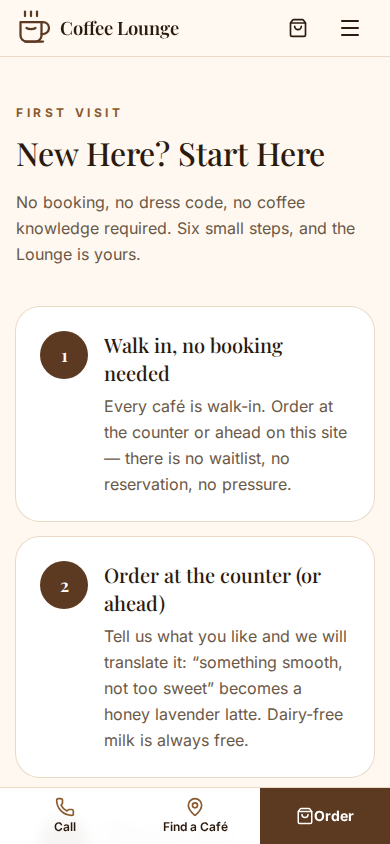 Coffee Lounge
FIRST VISIT
New Here? Start Here
No booking, no dress code, no coffee
knowledge required. Six small steps, and the
Lounge is yours.
1
Walk in, no booking
needed
Every café is walk-in. Order at
the counter or ahead on this site
— there is no waitlist, no
reservation, no pressure.
2
Order at the counter (or
ahead)
Tell us what you like and we will
translate it: “something smooth,
not too sweet” becomes a
honey lavender latte. Dairy-free
milk is always free.
Call
Find a Café
Order